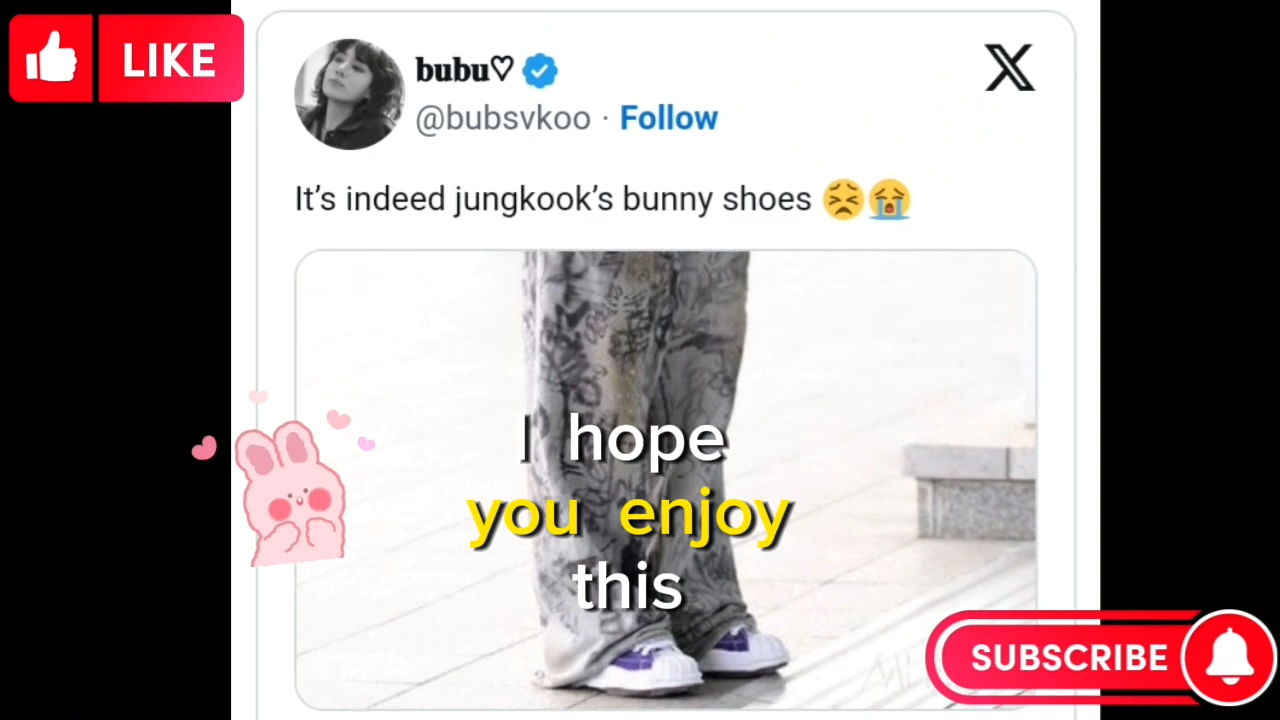 LIKE
bubu♡
@bubsvkoo · Follow
It’s indeed jungkook’s bunny shoes 😣😭
I hope
you enjoy
this
SUBSCRIBE